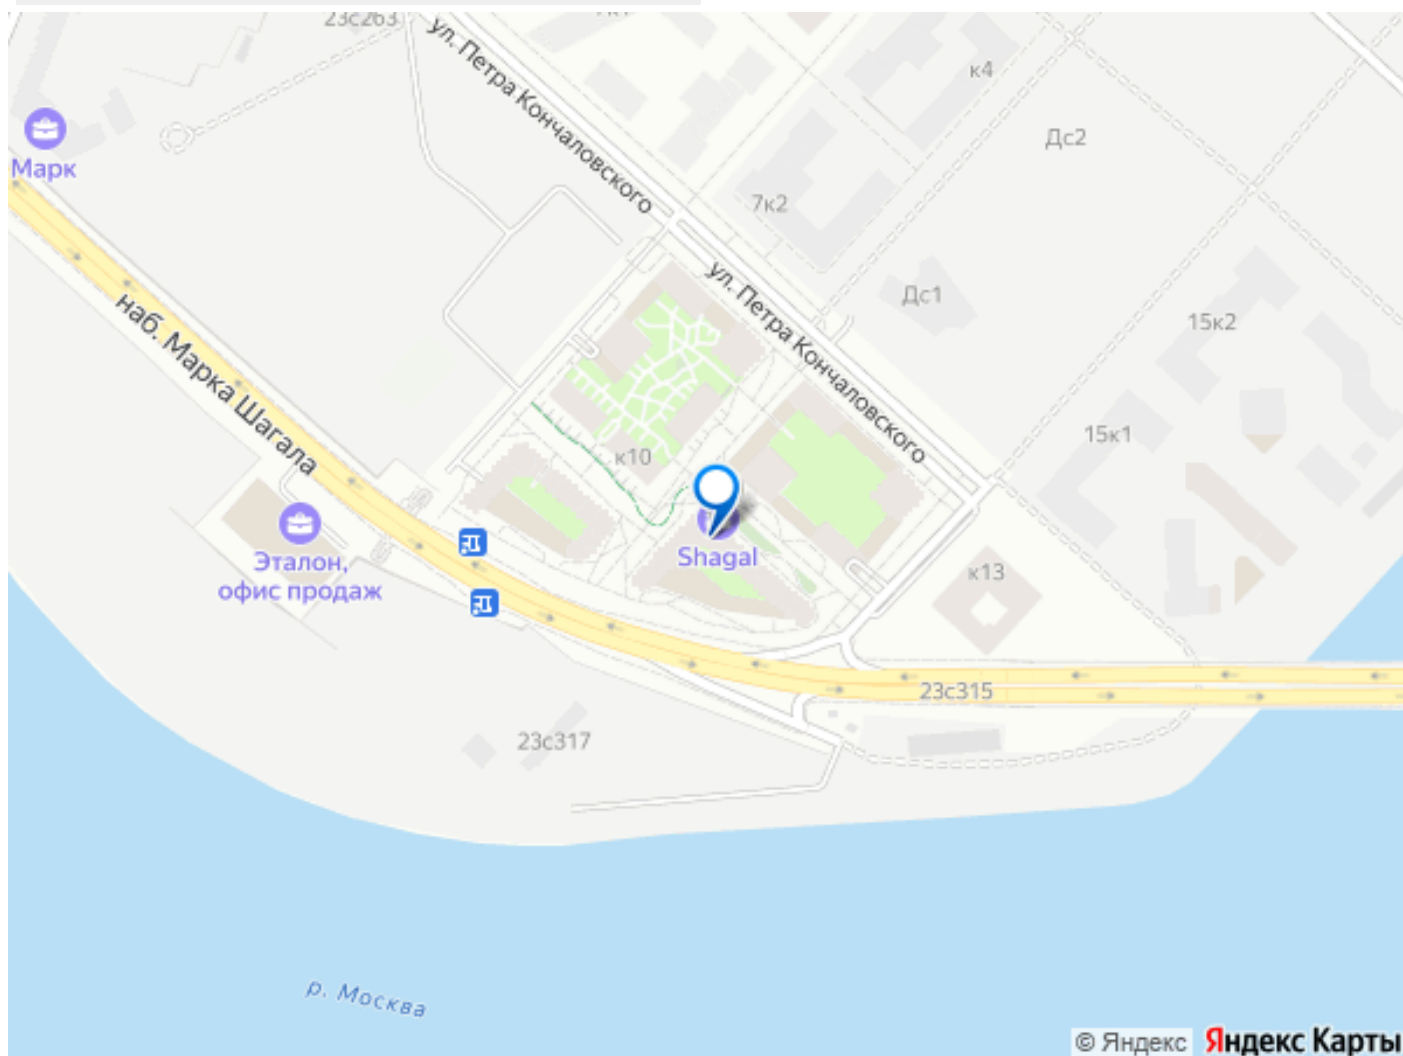 23с263
ул. Петра Кончаловского
к4
Марк
Дс2
7к2
ул. Петра Кончаловского
Дс1
15к2
наб. Марка Шагала
15к1
к10
Эталон,
офис продаж
Shagal
к13
23с315
23с317
р. Москва
© Яндекс Яндекс Карты